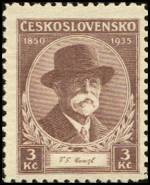 ČESKOSLOVENSKO
1850 1935
3 3
Kč Kč